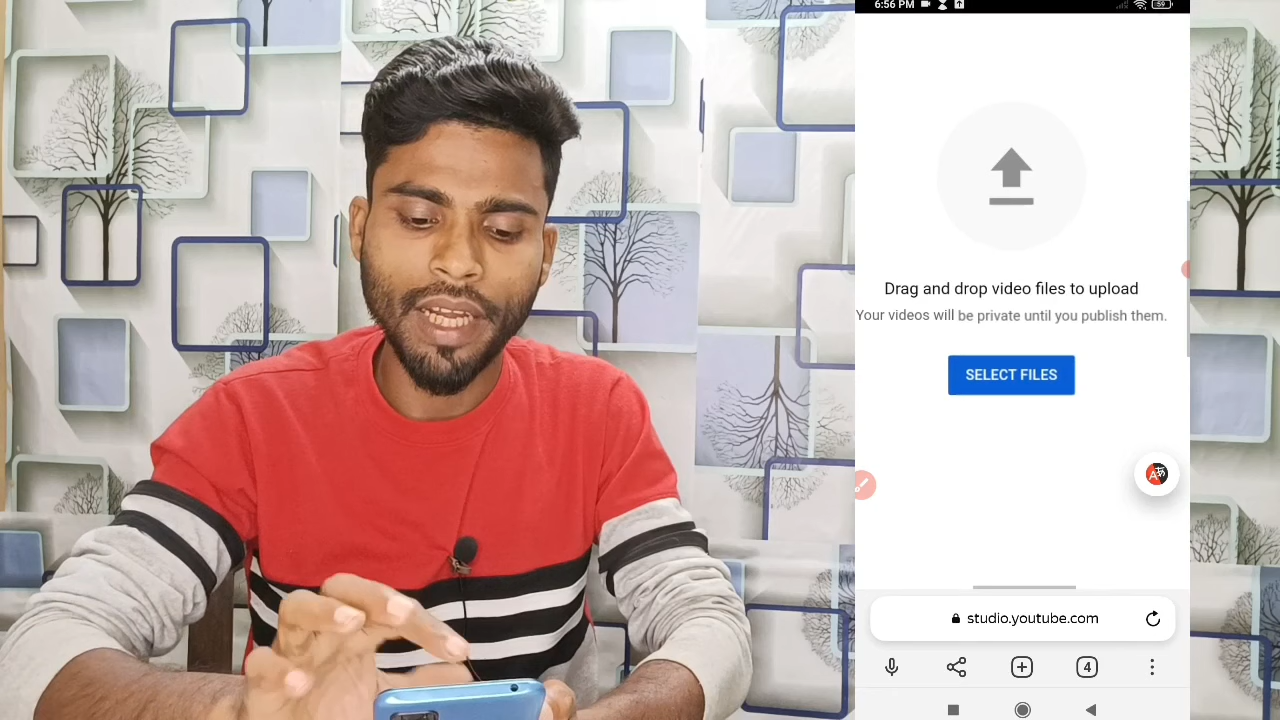 6:56 PM
59
Drag and drop video files to upload
Your videos will be private until you publish them.
SELECT FILES
studio.youtube.com
4